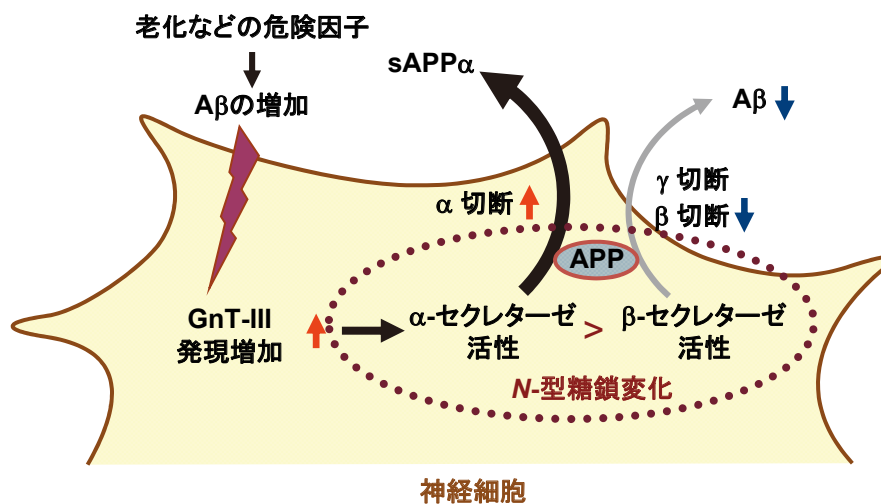 老化などの危険因子
Aβの増加
sAPPα
Aβ
γ 切断
α 切断
β 切断
APP
GnT-III
発現増加
α-セクレターゼ
活性
>
β-セクレターゼ
活性
N-型糖鎖変化
神経細胞